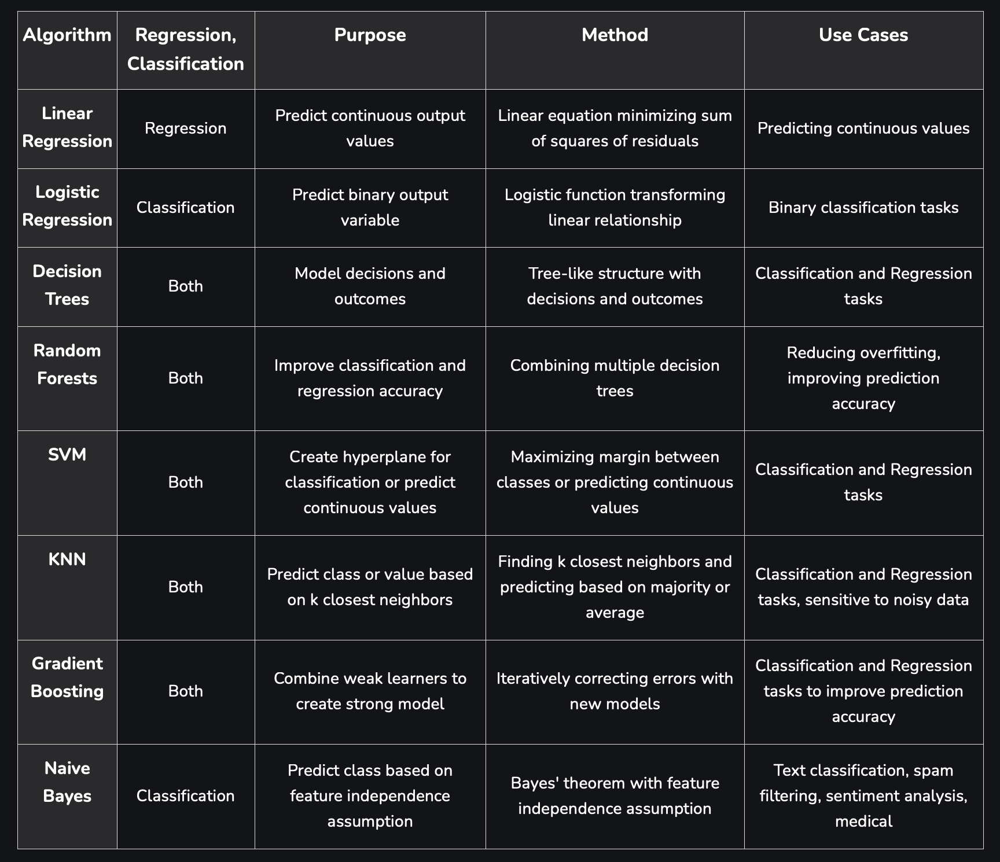 Algorithm
Regression,
Classification
Purpose
Method
Use Cases
Linear
Regression
Regression
Predict continuous output
values
Linear equation minimizing sum
of squares of residuals
Predicting continuous values
Logistic
Regression
Classification
Predict binary output
variable
Logistic function transforming
linear relationship
Binary classification tasks
Decision
Trees
Both
Model decisions and
outcomes
Tree-like structure with
decisions and outcomes
Classification and Regression
tasks
Random
Forests
Both
Improve classification and
regression accuracy
Combining multiple decision
trees
Reducing overfitting,
improving prediction
accuracy
SVM
Both
Create hyperplane for
classification or predict
continuous values
Maximizing margin between
classes or predicting continuous
values
Classification and Regression
tasks
KNN
Both
Predict class or value based
on k closest neighbors
Finding k closest neighbors and
predicting based on majority or
average
Classification and Regression
tasks, sensitive to noisy data
Gradient
Boosting
Both
Combine weak learners to
create strong model
Iteratively correcting errors with
new models
Classification and Regression
tasks to improve prediction
accuracy
Naive
Bayes
Classification
Predict class based on
feature independence
assumption
Bayes' theorem with feature
independence assumption
Text classification, spam
filtering, sentiment analysis,
medical